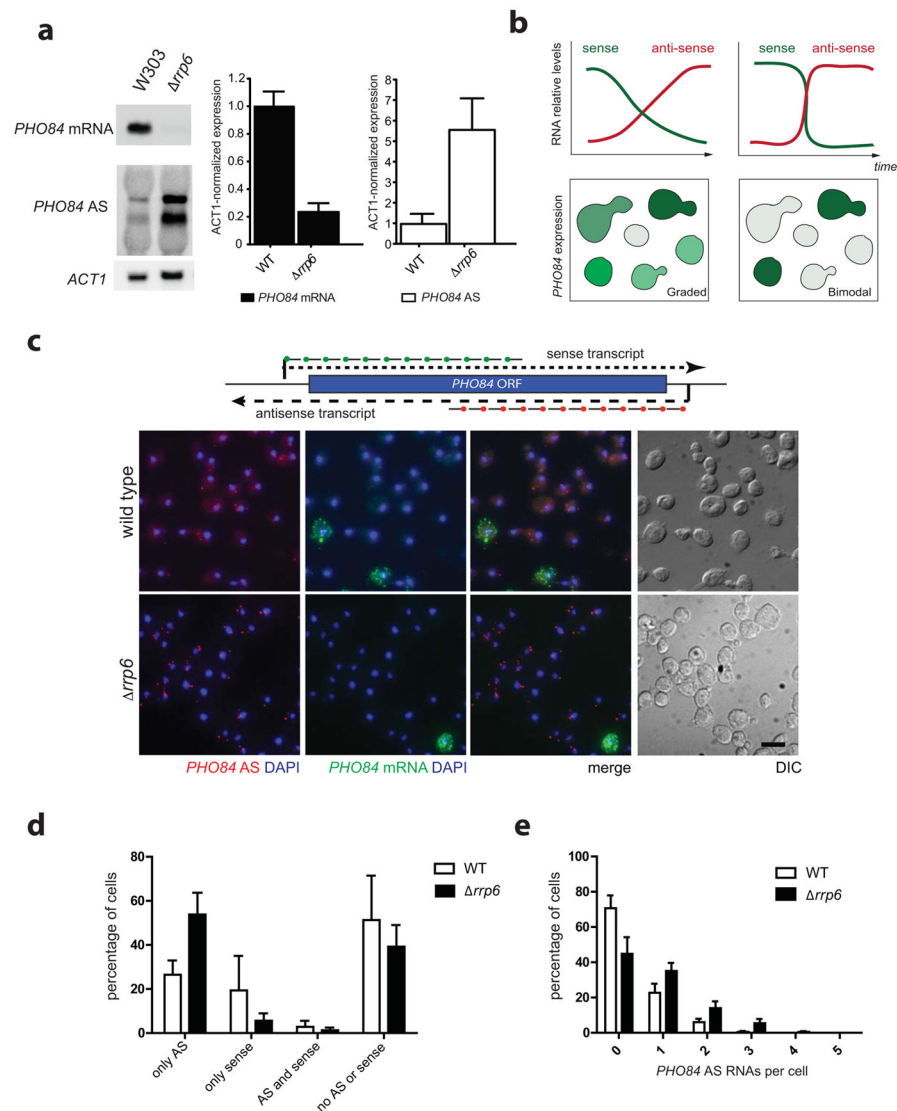 a
W303
Δrrp6
PHO84 mRNA
PHO84 AS
ACT1
ACT1-normalized expression
1.2
1.0
0.8
0.6
0.4
0.2
0
WT
Δrrp6
PHO84 mRNA
ACT1-normalized expression
8
6
4
2
0
WT
Δrrp6
PHO84 AS
b
sense
anti-sense
sense
anti-sense
RNA relative levels
time
PHO84 expression
Graded
Bimodal
c
sense transcript
PHO84 ORF
antisense transcript
wild type
Δrrp6
PHO84 AS DAPI
PHO84 mRNA DAPI
merge
DIC
d
percentage of cells
80
60
40
20
0
WT
Δrrp6
only AS
only sense
AS and sense
no AS or sense
e
percentage of cells
100
80
60
40
20
0
WT
Δrrp6
0
1
2
3
4
5
PHO84 AS RNAs per cell